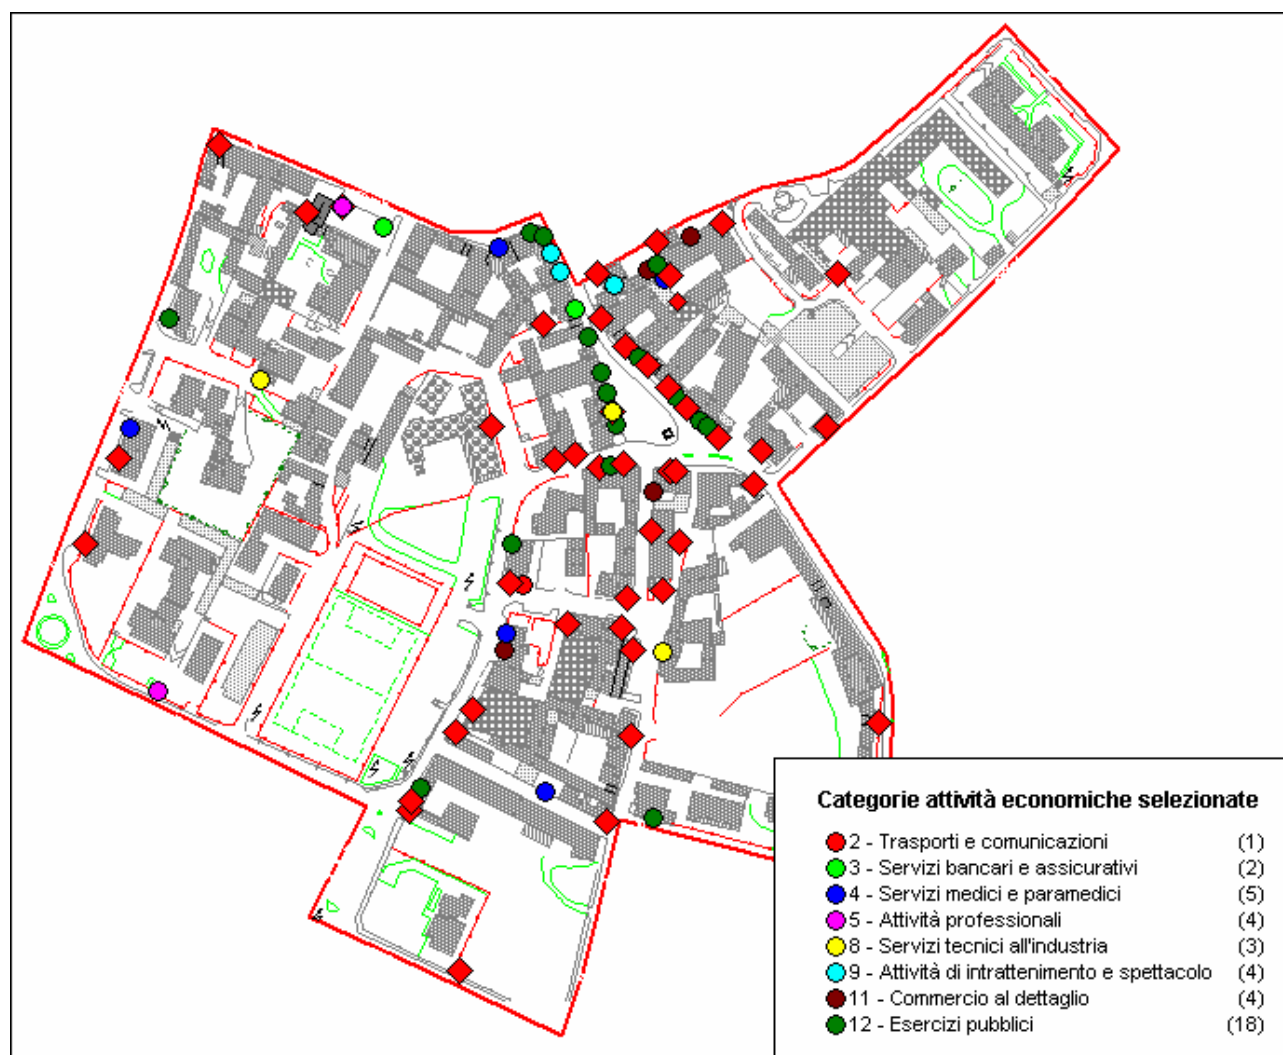 Categorie attività economiche selezionate
2 - Trasporti e comunicazioni (1)
3 - Servizi bancari e assicurativi (2)
4 - Servizi medici e paramedici (5)
5 - Attività professionali (4)
8 - Servizi tecnici all'industria (3)
9 - Attività di intrattenimento e spettacolo (4)
11 - Commercio al dettaglio (4)
12 - Esercizi pubblici (18)